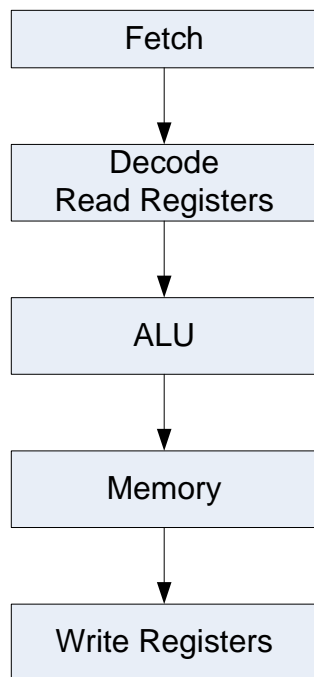 Fetch
Decode
Read Registers
ALU
Memory
Write Registers